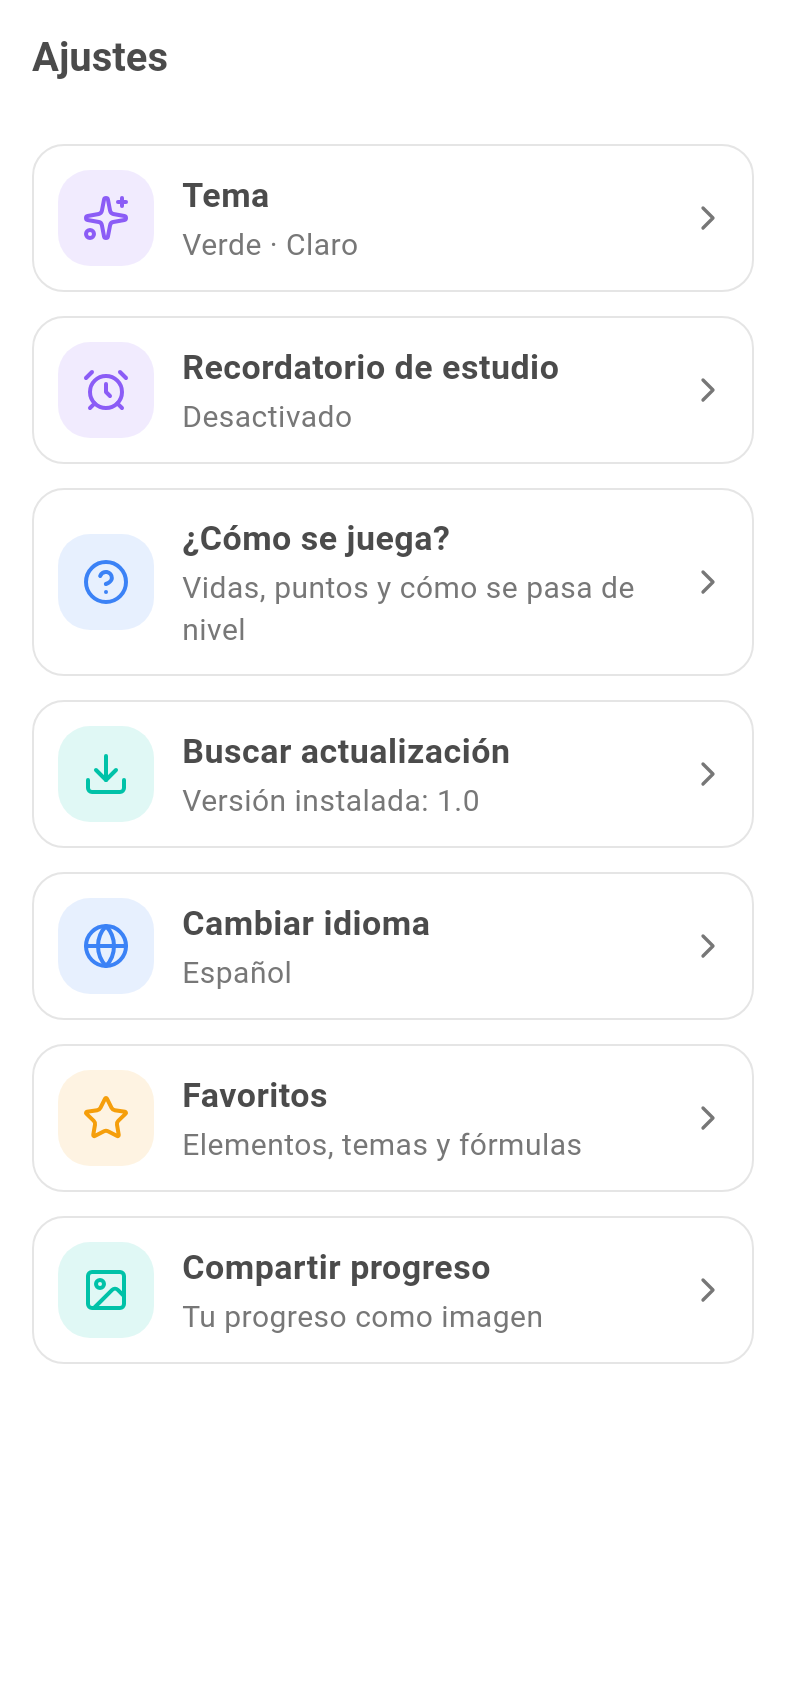 Ajustes
Tema
Verde · Claro
Recordatorio de estudio
Desactivado
¿Cómo se juega?
Vidas, puntos y cómo se pasa de
nivel
Buscar actualización
Versión instalada: 1.0
Cambiar idioma
Español
Favoritos
Elementos, temas y fórmulas
Compartir progreso
Tu progreso como imagen